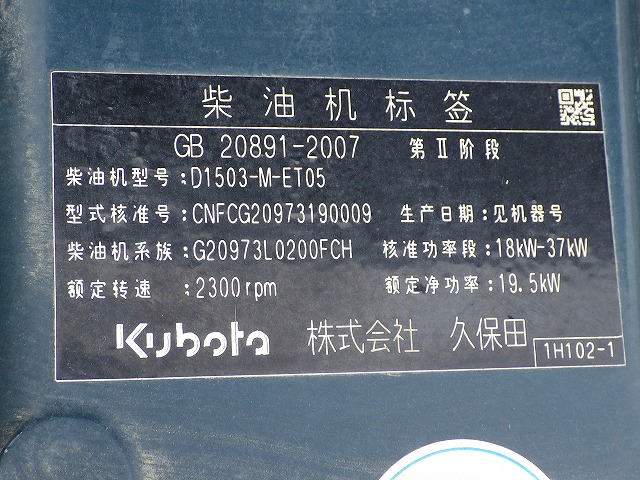 柴油机标签
GB 20891-2007 第Ⅱ阶段
柴油机型号:D1503-M-ET05
型式核准号:CNFCG20973190009 生产日期:见机器号
柴油机系族:G20973L0200FCH 核准功率段:18kW-37kW
额定转速 :2300rpm 额定净功率:19.5kW
Kubota 株式会社 久保田
1H102-1